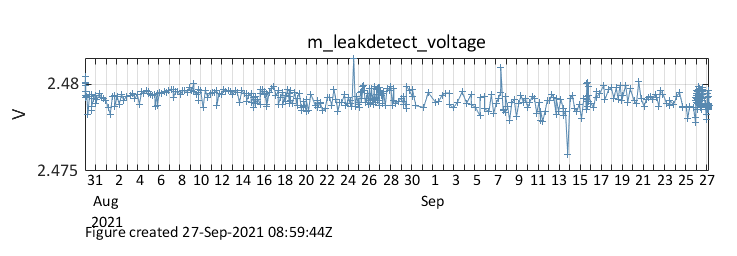 m_leakdetect_voltage
2.48
V
2.475
31 2 4 6 8 10 12 14 16 18 20 22 24 26 28 30 1 3 5 7 9 11 13 15 17 19 21 23 25 27
Aug Sep
2021
Figure created 27-Sep-2021 08:59:44Z